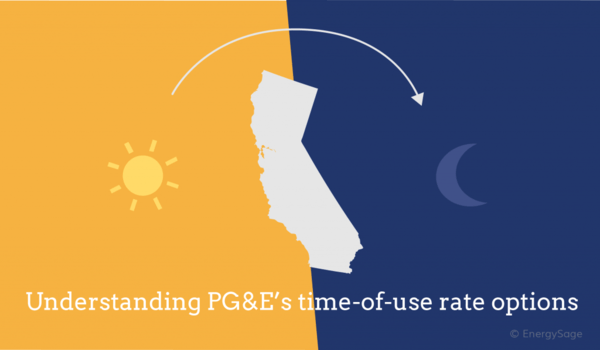 Understanding PG&E’s time-of-use rate options
© EnergySage